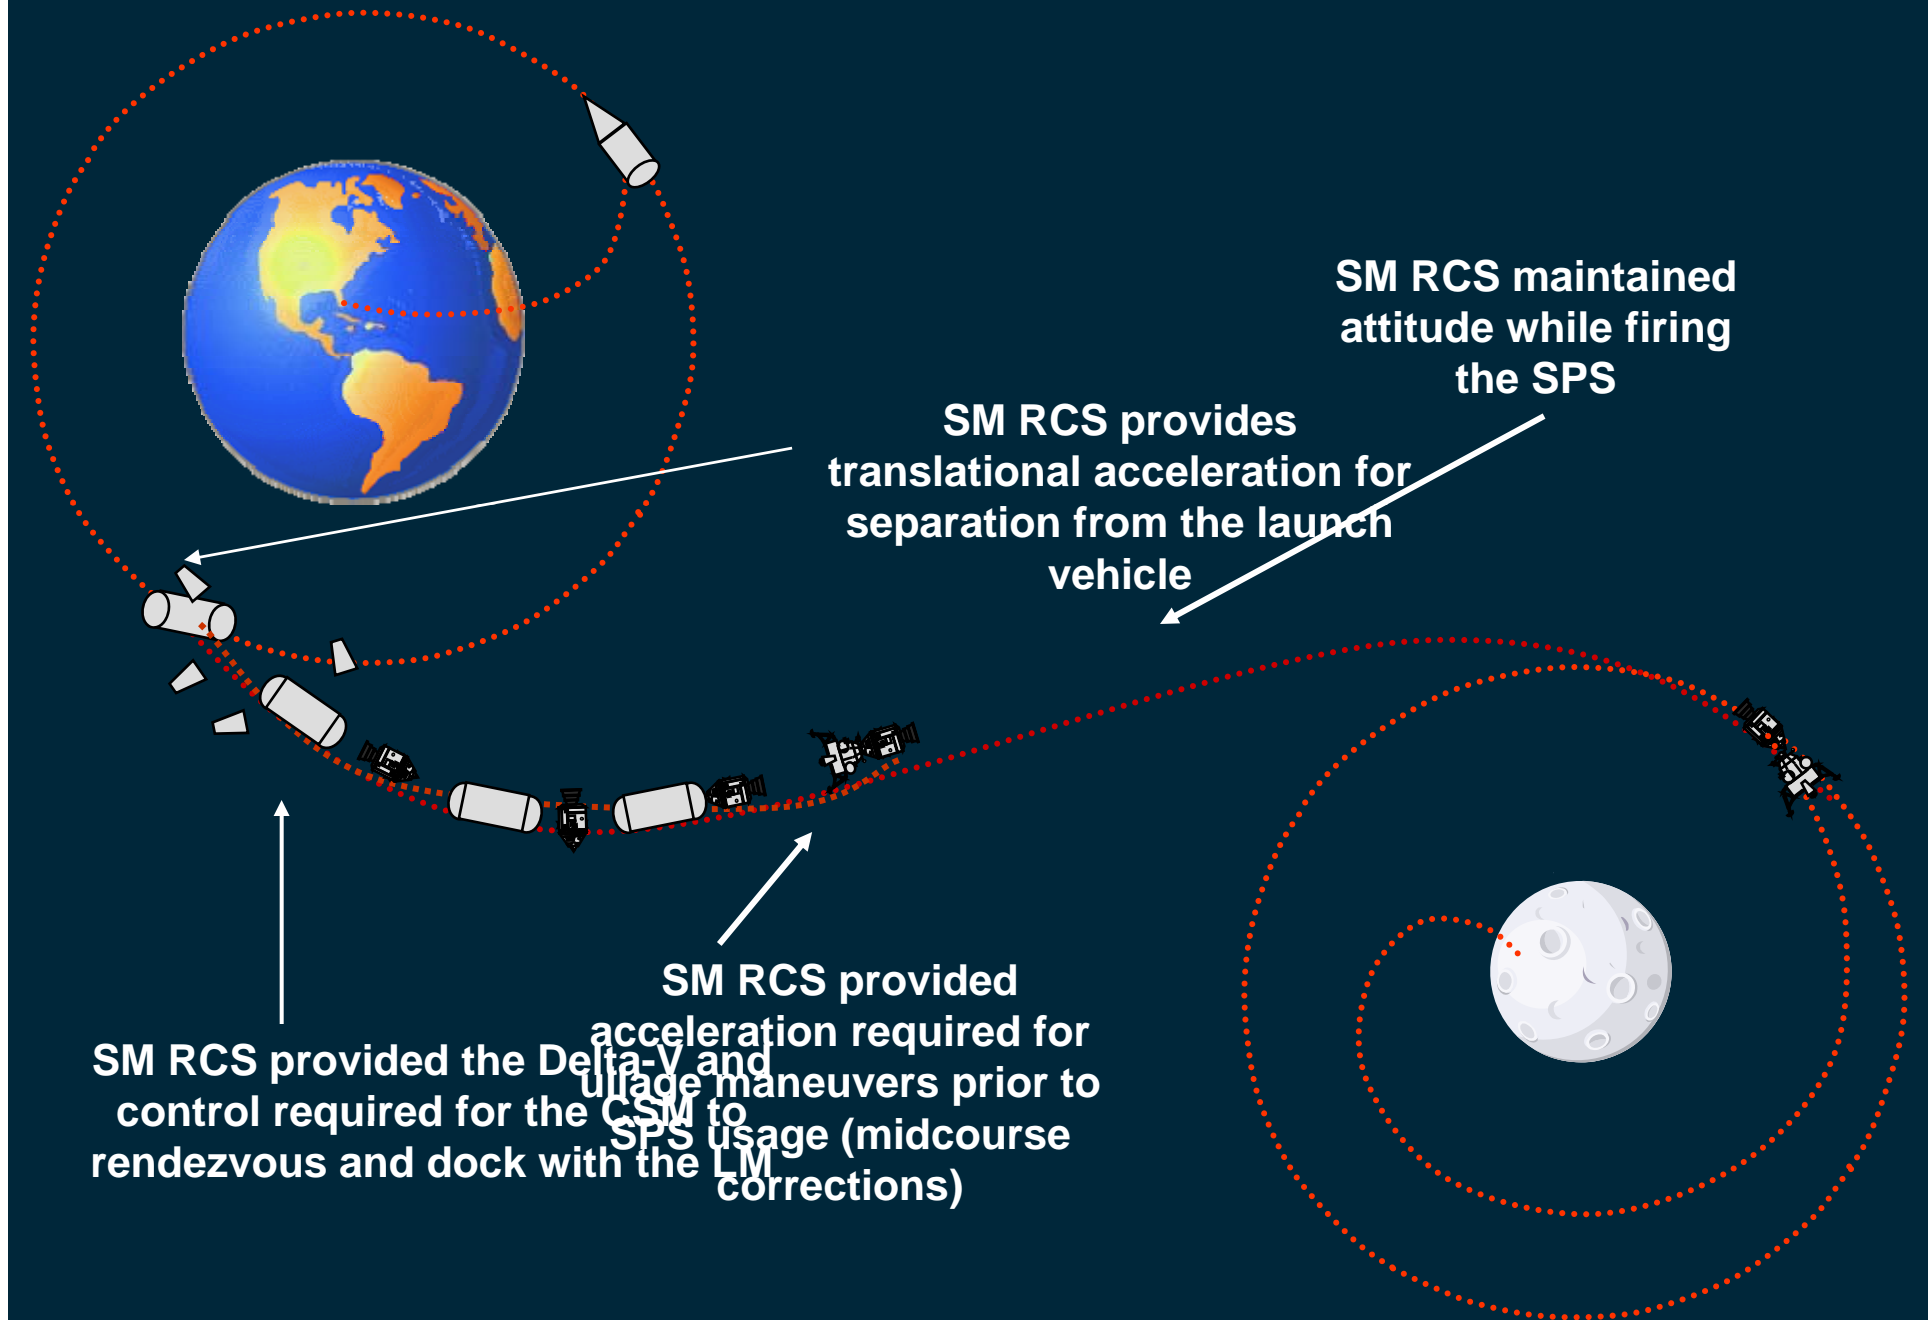 SM RCS maintained
attitude while firing
the SPS
SM RCS provides
translational acceleration for
separation from the launch
vehicle
SM RCS provided
acceleration required for
ullage maneuvers prior to
SPS usage (midcourse
corrections)
SM RCS provided the Delta-V and
control required for the CSM to
rendezvous and dock with the LM